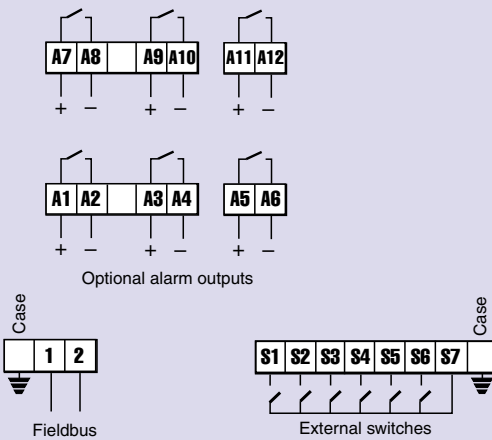 A7 A8 A9 A10 A11 A12
+ − + − + −
A1 A2 A3 A4 A5 A6
+ − + − + −
Optional alarm outputs
Case
1 2
Fieldbus
Case
S1 S2 S3 S4 S5 S6 S7
External switches